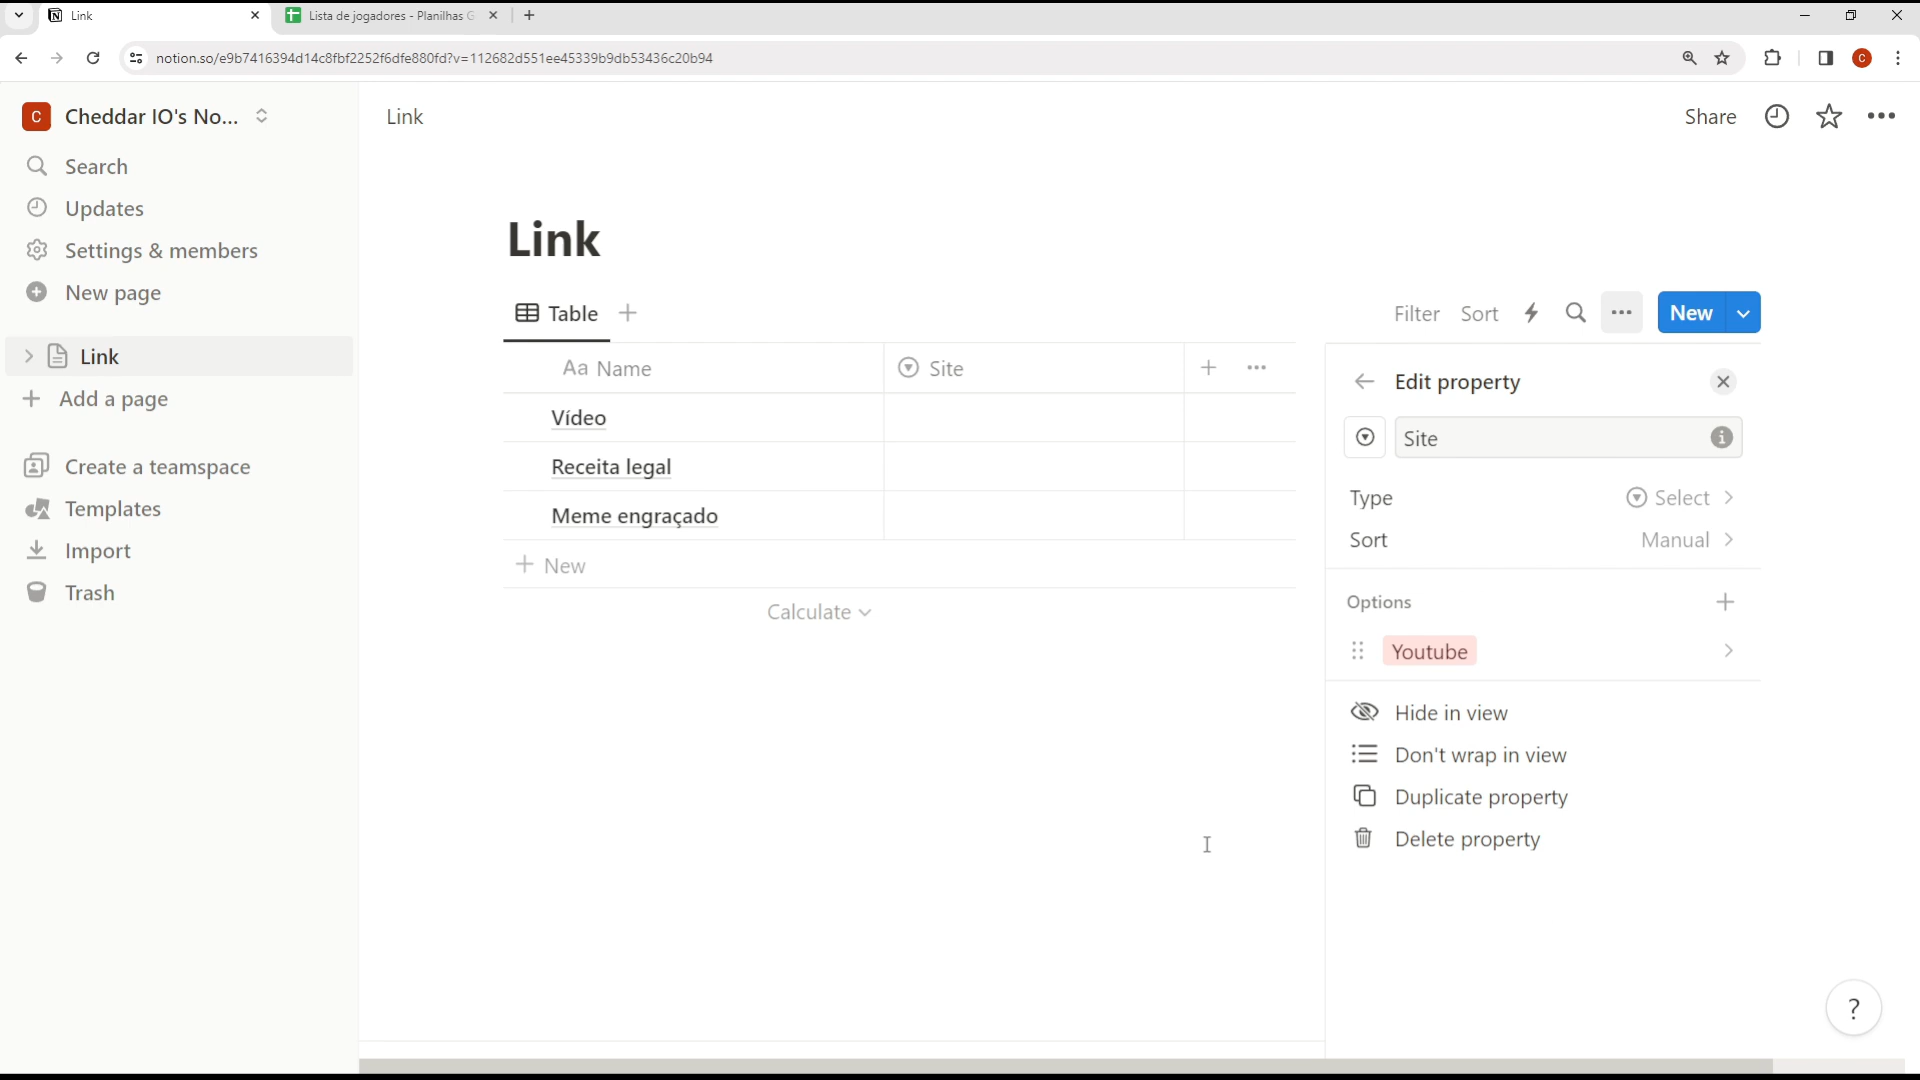 Link
Lista de jogadores - Planilhas G
notion.so/e9b7416394d14c8fbf2252f6dfe880fd?v=112682d551ee45339b9db53436c20b94
C
C Cheddar IO's No...
Link
Share
Search
Updates
Settings & members
New page
Link
Add a page
Create a teamspace
Templates
Import
Trash
Link
Table
Filter Sort
New
Aa Name
Site
Vídeo
Receita legal
Meme engraçado
New
Calculate
Edit property
Site
Type Select
Sort Manual
Options
Youtube
Hide in view
Don't wrap in view
Duplicate property
Delete property
?